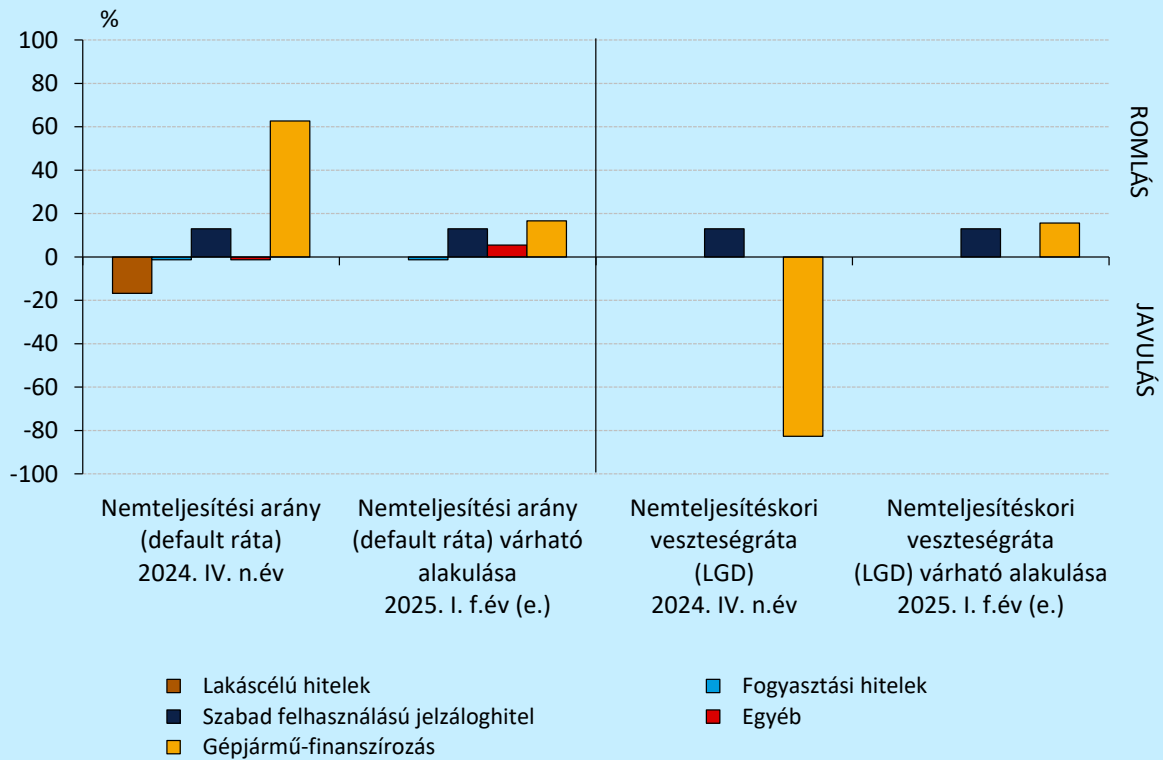 %
100
80
60
40
20
0
-20
-40
-60
-80
-100
ROMLÁS
JAVULÁS
Nemteljesítési arány
(default ráta)
2024. IV. n.év
Nemteljesítési arány
(default ráta) várható
alakulása
2025. I. f.év (e.)
Nemteljesítéskori
veszteségráta
(LGD)
2024. IV. n.év
Nemteljesítéskori
veszteségráta
(LGD) várható alakulása
2025. I. f.év (e.)
Lakáscélú hitelek
Fogyasztási hitelek
Szabad felhasználású jelzáloghitel
Egyéb
Gépjármű-finanszírozás